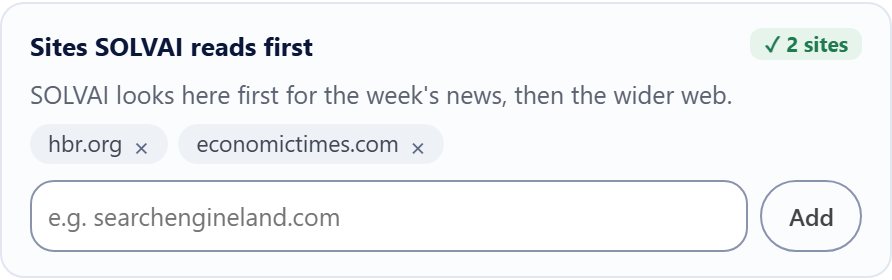 Sites SOLVAI reads first
✓ 2 sites
SOLVAI looks here first for the week's news, then the wider web.
hbr.org × economictimes.com ×
e.g. searchengineland.com
Add